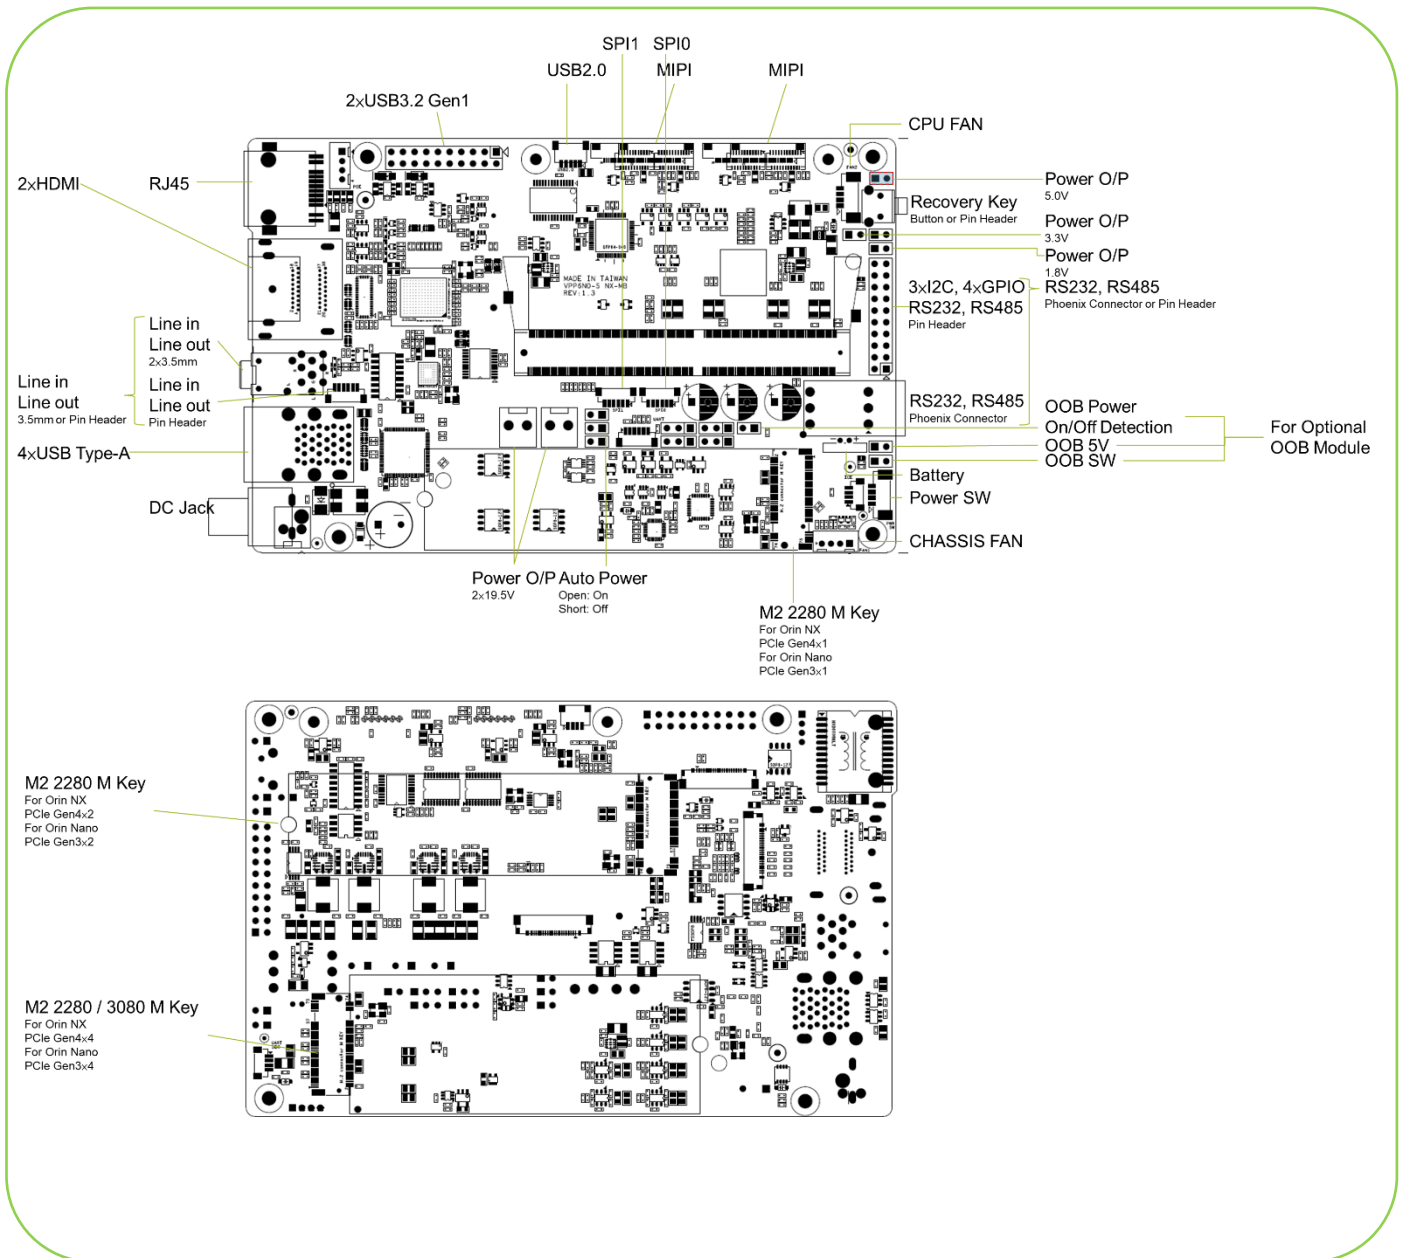 SPI1 SPI0
USB2.0 MIPI MIPI
2xUSB3.2 Gen1
CPU FAN
2xHDMI
RJ45
Power O/P
5.0V
Recovery Key
Button or Pin Header
Power O/P
3.3V
Power O/P
1.8V
MADE IN TAIWAN
VPP6N0-S NX-MB
REV:1.3
3xI2C, 4xGPIO
RS232, RS485
Pin Header
RS232, RS485
Phoenix Connector or Pin Header
Line in
Line out
2x3.5mm
Line in
Line out
3.5mm or Pin Header
Line in
Line out
Pin Header
RS232, RS485
Phoenix Connector
OOB Power
On/Off Detection
OOB 5V
OOB SW
For Optional
OOB Module
4xUSB Type-A
Battery
Power SW
DC Jack
CHASSIS FAN
Power O/P
2x19.5V
Auto Power
Open: On
Short: Off
M2 2280 M Key
For Orin NX
PCIe Gen4x1
For Orin Nano
PCIe Gen3x1
M2 2280 M Key
For Orin NX
PCIe Gen4x2
For Orin Nano
PCIe Gen3x2
M2 2280 / 3080 M Key
For Orin NX
PCIe Gen4x4
For Orin Nano
PCIe Gen3x4